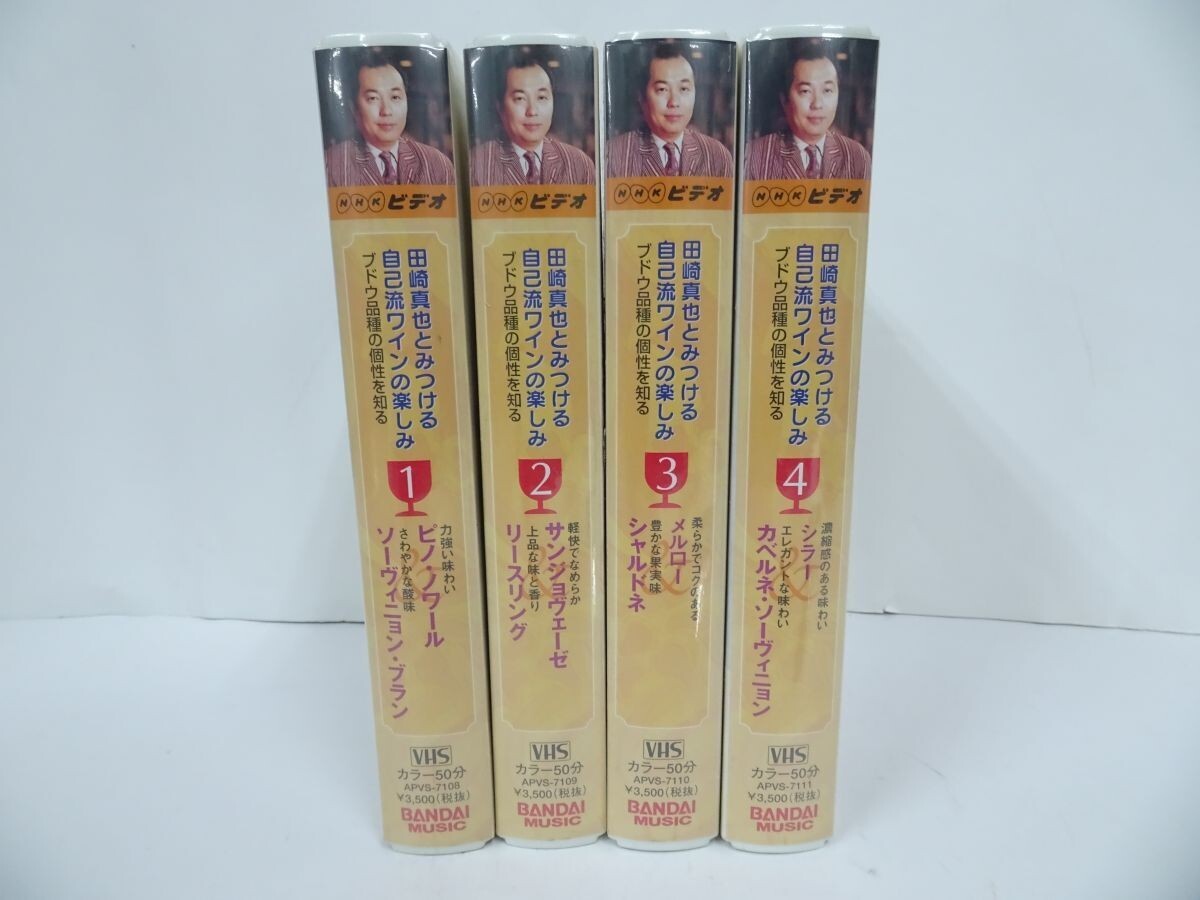 NHKビデオ
田崎真也とみつける
自己流ワインの楽しみ
ブドウ品種の個性を知る
1
力強い味わい
ピノ・ノワール
&
さわやかな酸味
ソーヴィニヨン・ブラン
VHS
カラー50分
APVS-7108
¥3,500(税抜)
BANDAI
MUSIC
NHKビデオ
田崎真也とみつける
自己流ワインの楽しみ
ブドウ品種の個性を知る
2
軽快でなめらか
サンジョヴェーゼ
&
上品な味と香り
リースリング
VHS
カラー50分
APVS-7109
¥3,500(税抜)
BANDAI
MUSIC
NHKビデオ
田崎真也とみつける
自己流ワインの楽しみ
ブドウ品種の個性を知る
3
柔らかでコクのある
メルロー
&
豊かな果実味
シャルドネ
VHS
カラー50分
APVS-7110
¥3,500(税抜)
BANDAI
MUSIC
NHKビデオ
田崎真也とみつける
自己流ワインの楽しみ
ブドウ品種の個性を知る
4
濃縮感のある味わい
シラー
&
エレガントな味わい
カベルネ・ソーヴィニヨン
VHS
カラー50分
APVS-7111
¥3,500(税抜)
BANDAI
MUSIC